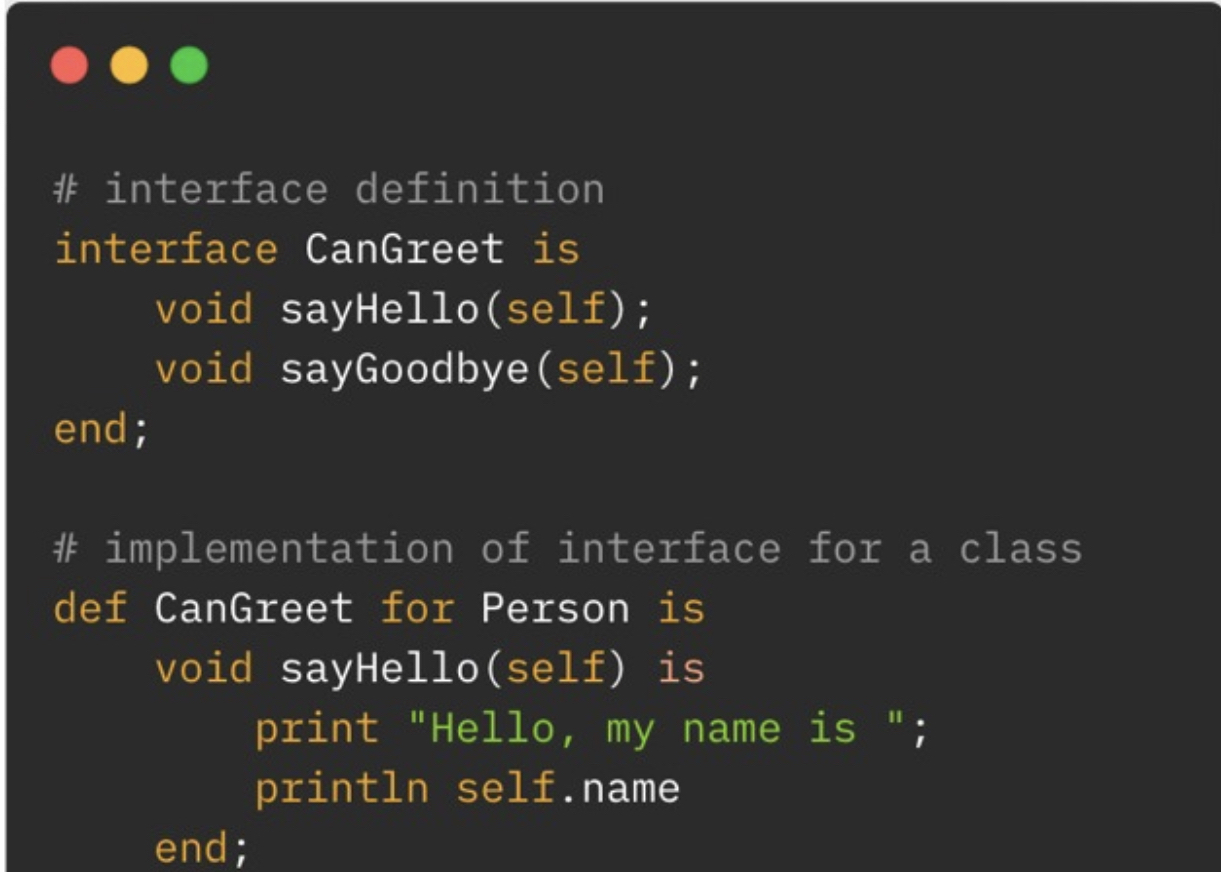 # interface definition
interface CanGreet is
    void sayHello(self);
    void sayGoodbye(self);
end;

# implementation of interface for a class
def CanGreet for Person is
    void sayHello(self) is
        print "Hello, my name is ";
        println self.name
    end;